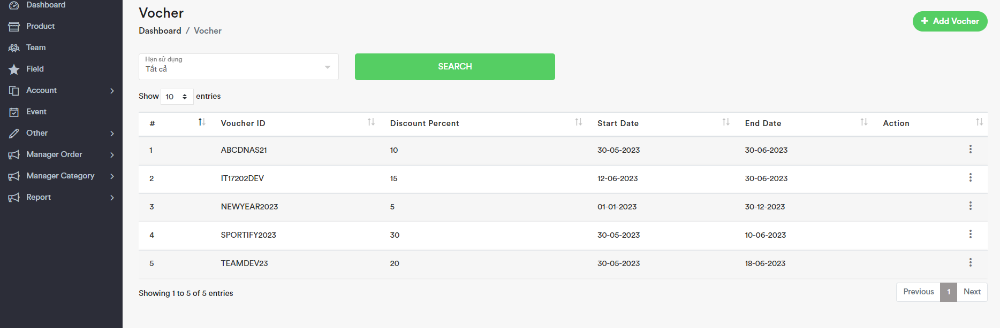 Dashboard
Product
Team
Field
Account
Event
Other
Manager Order
Manager Category
Report
Vocher
Dashboard / Vocher
Add Vocher
Hạn sử dụng
Tất cả
SEARCH
Show 10 entries
# Voucher ID Discount Percent Start Date End Date Action
1 ABCDNAS21 10 30-05-2023 30-06-2023
2 IT17202DEV 15 12-06-2023 30-06-2023
3 NEWYEAR2023 5 01-01-2023 30-12-2023
4 SPORTIFY2023 30 30-05-2023 10-06-2023
5 TEAMDEV23 20 30-05-2023 18-06-2023
Showing 1 to 5 of 5 entries
Previous 1 Next